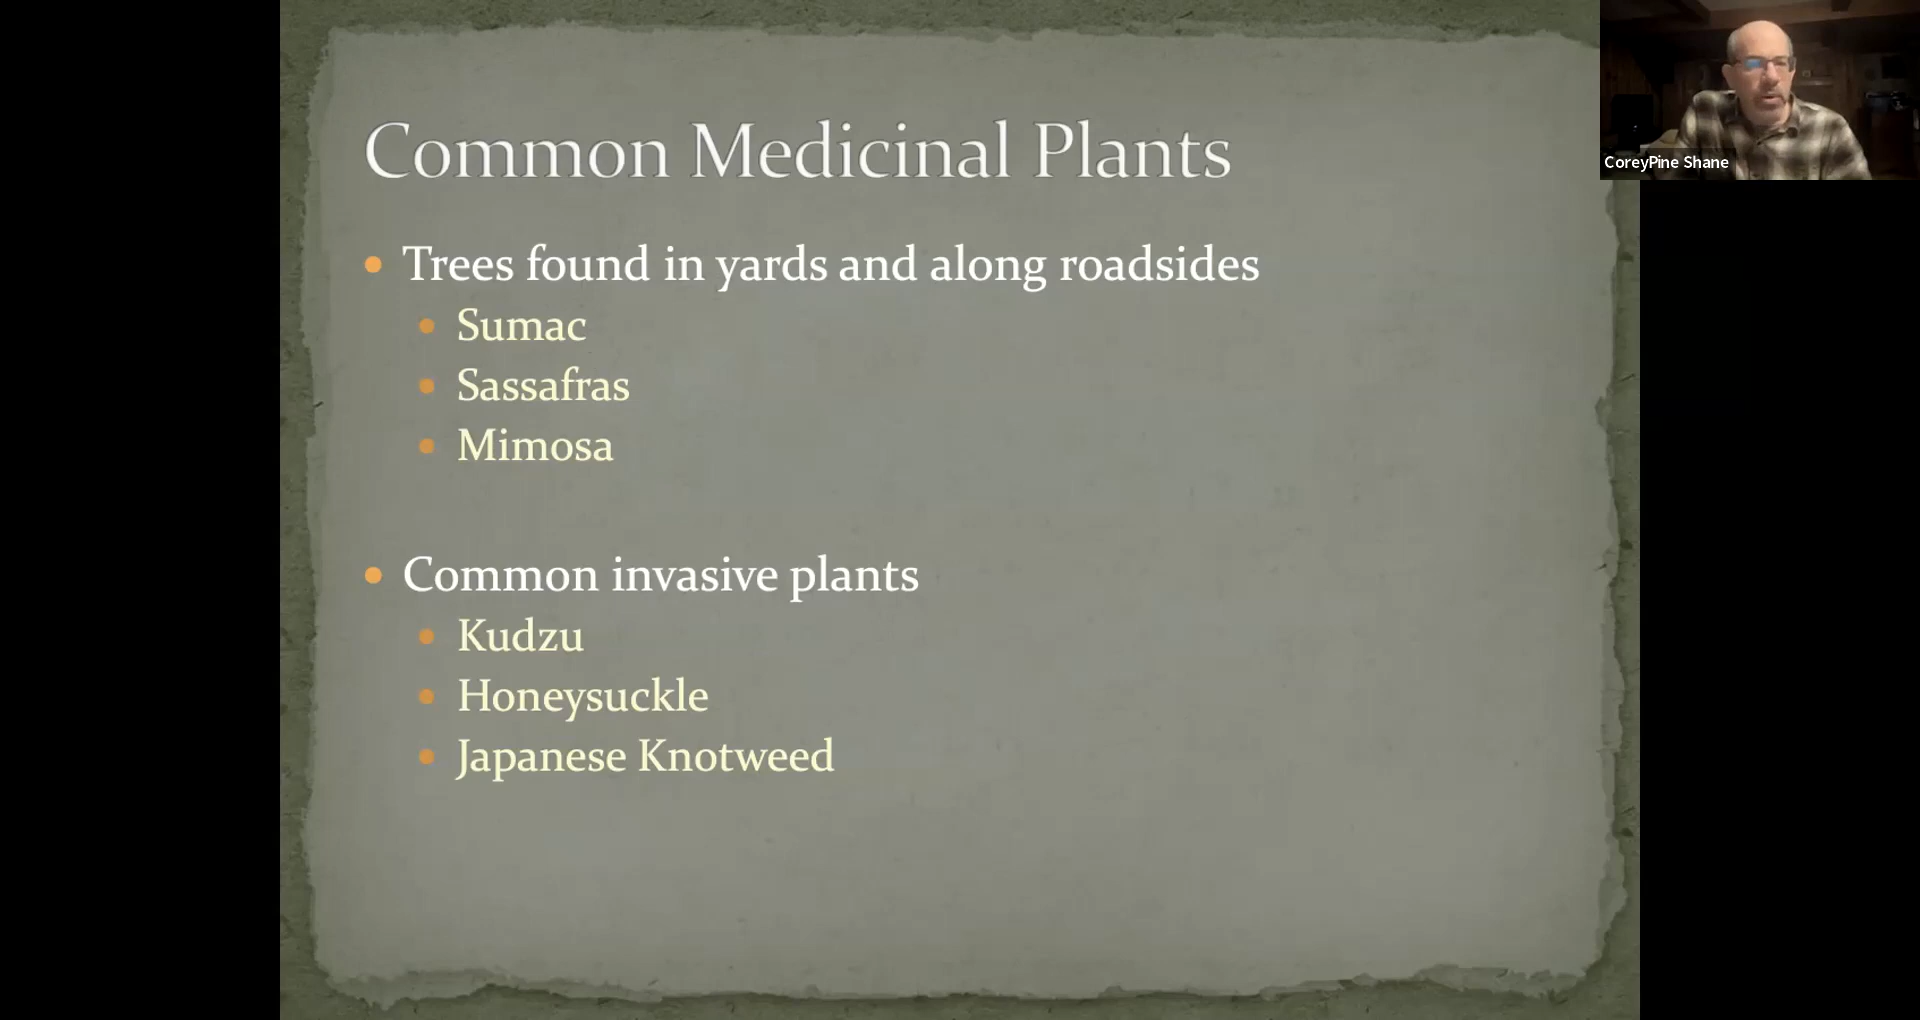 Common Medicinal Plants
Trees found in yards and along roadsides
Sumac
Sassafras
Mimosa
Common invasive plants
Kudzu
Honeysuckle
Japanese Knotweed
CoreyPine Shane